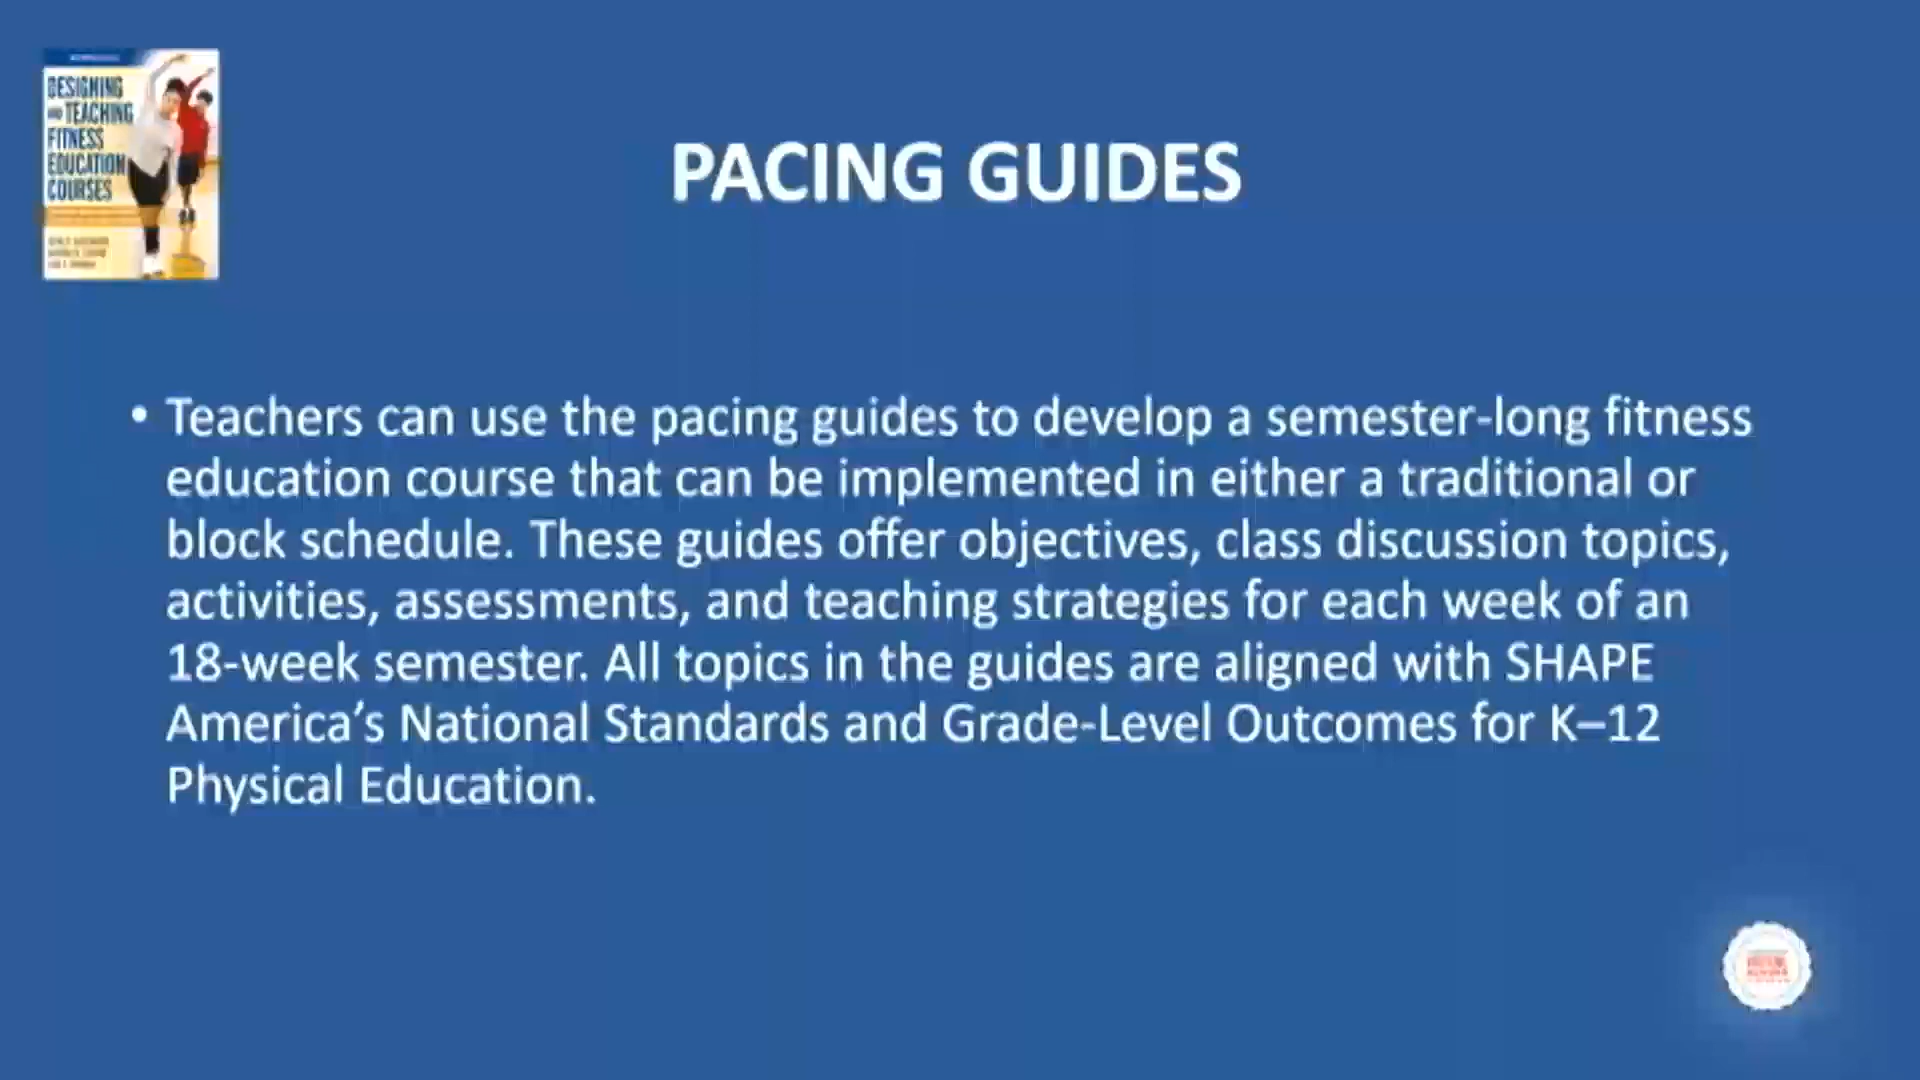 DESIGNING
AND TEACHING
FITNESS
EDUCATION
COURSES
PACING GUIDES
• Teachers can use the pacing guides to develop a semester-long fitness
education course that can be implemented in either a traditional or
block schedule. These guides offer objectives, class discussion topics,
activities, assessments, and teaching strategies for each week of an
18-week semester. All topics in the guides are aligned with SHAPE
America’s National Standards and Grade-Level Outcomes for K–12
Physical Education.